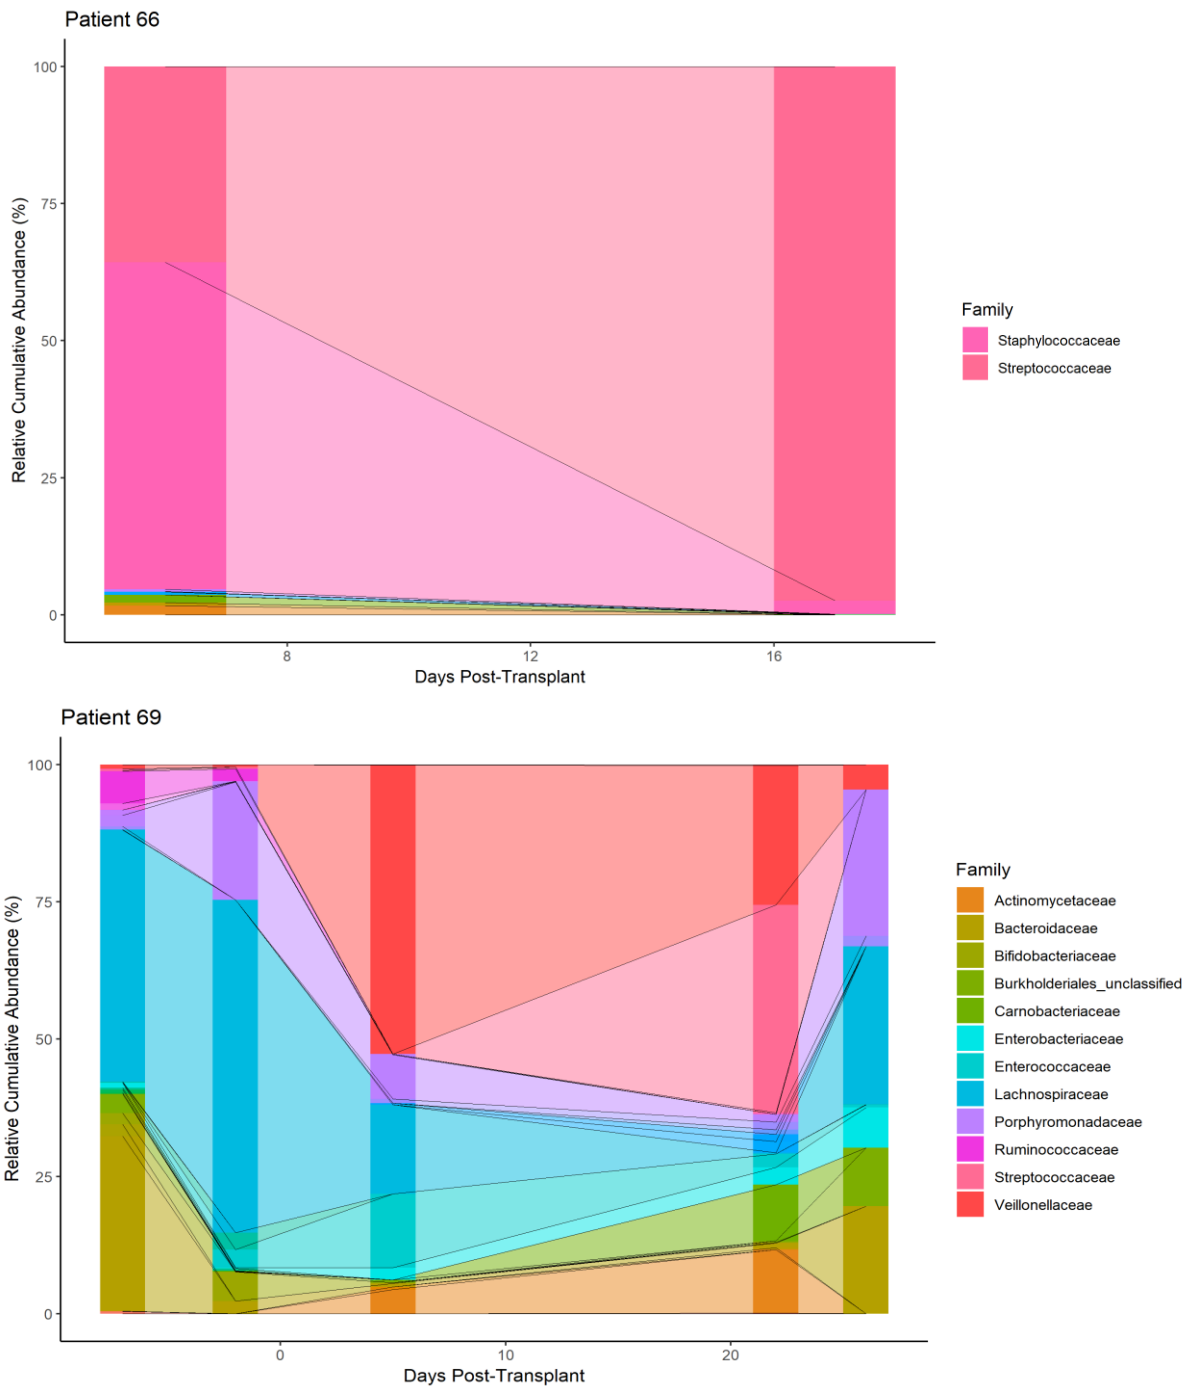 Patient 66
Relative Cumulative Abundance (%)
100
75
50
25
0
8
12
16
Days Post-Transplant
Family
Staphylococcaceae
Streptococcaceae
Patient 69
Relative Cumulative Abundance (%)
100
75
50
25
0
0
10
20
Days Post-Transplant
Family
Actinomycetaceae
Bacteroidaceae
Bifidobacteriaceae
Burkholderiales_unclassified
Carnobacteriaceae
Enterobacteriaceae
Enterococcaceae
Lachnospiraceae
Porphyromonadaceae
Ruminococcaceae
Streptococcaceae
Veillonellaceae